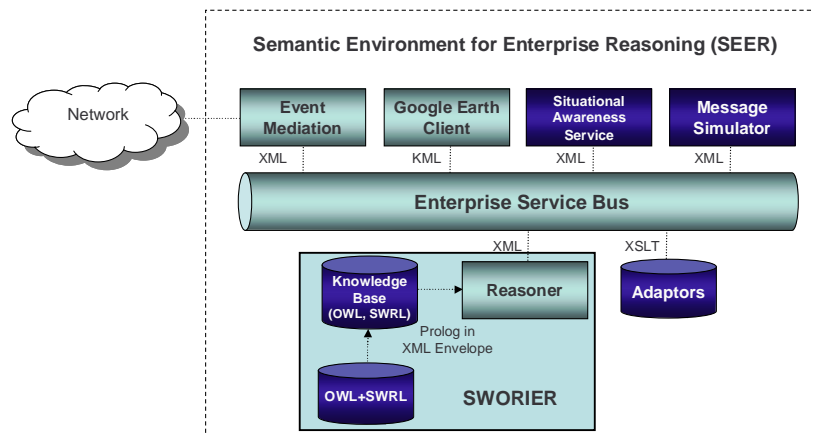 Semantic Environment for Enterprise Reasoning (SEER)
Network
Event
Mediation
Google Earth
Client
Situational
Awareness
Service
Message
Simulator
XML
KML
XML
XML
Enterprise Service Bus
XML
XSLT
Knowledge
Base
(OWL, SWRL)
Reasoner
Adaptors
Prolog in
XML Envelope
OWL+SWRL
SWORIER